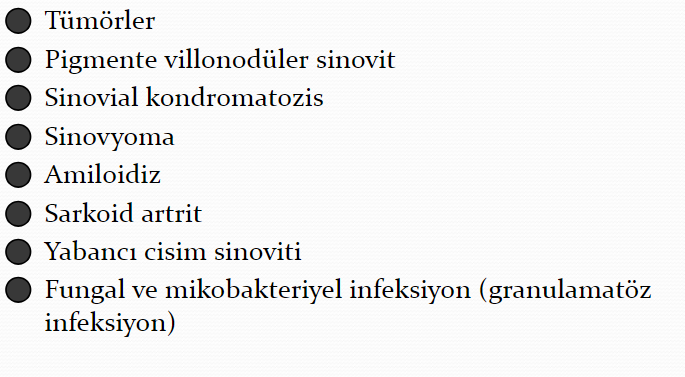 Tümörler
Pigmente villonodüler sinovit
Sinovial kondromatozis
Sinovyoma
Amiloidiz
Sarkoid artrit
Yabancı cisim sinoviti
Fungal ve mikobakteriyel infeksiyon (granulamatöz
infeksiyon)